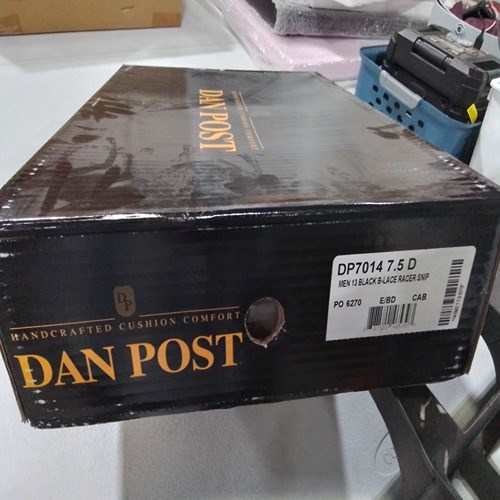 DAN POST
DP
HANDCRAFTED CUSHION COMFORT
DAN POST
DP7014 7.5 D
MEN 13 BLACK B-LACE RACER SNIP
PO 6270 E/BD CAB